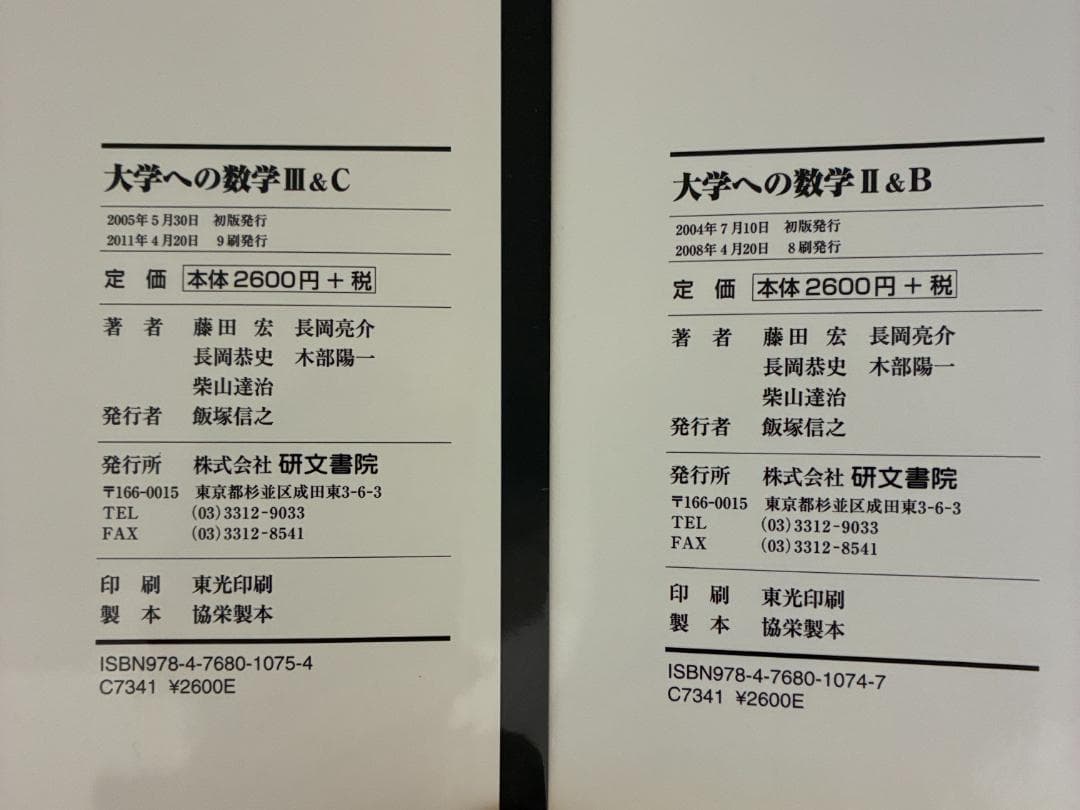 大学への数学Ⅲ&C
2005年5月30日 初版発行
2011年4月20日 9刷発行
定 価 本体2600円+税
著 者 藤田 宏 長岡亮介
長岡恭史 木部陽一
柴山達治
発行者 飯塚信之
発行所 株式会社 研文書院
〒166-0015 東京都杉並区成田東3-6-3
TEL (03)3312-9033
FAX (03)3312-8541
印 刷 東光印刷
製 本 協栄製本
ISBN978-4-7680-1075-4
C7341 ¥2600E
大学への数学Ⅱ&B
2004年7月10日 初版発行
2008年4月20日 8刷発行
定 価 本体2600円+税
著 者 藤田 宏 長岡亮介
長岡恭史 木部陽一
柴山達治
発行者 飯塚信之
発行所 株式会社 研文書院
〒166-0015 東京都杉並区成田東3-6-3
TEL (03)3312-9033
FAX (03)3312-8541
印 刷 東光印刷
製 本 協栄製本
ISBN978-4-7680-1074-7
C7341 ¥2600E